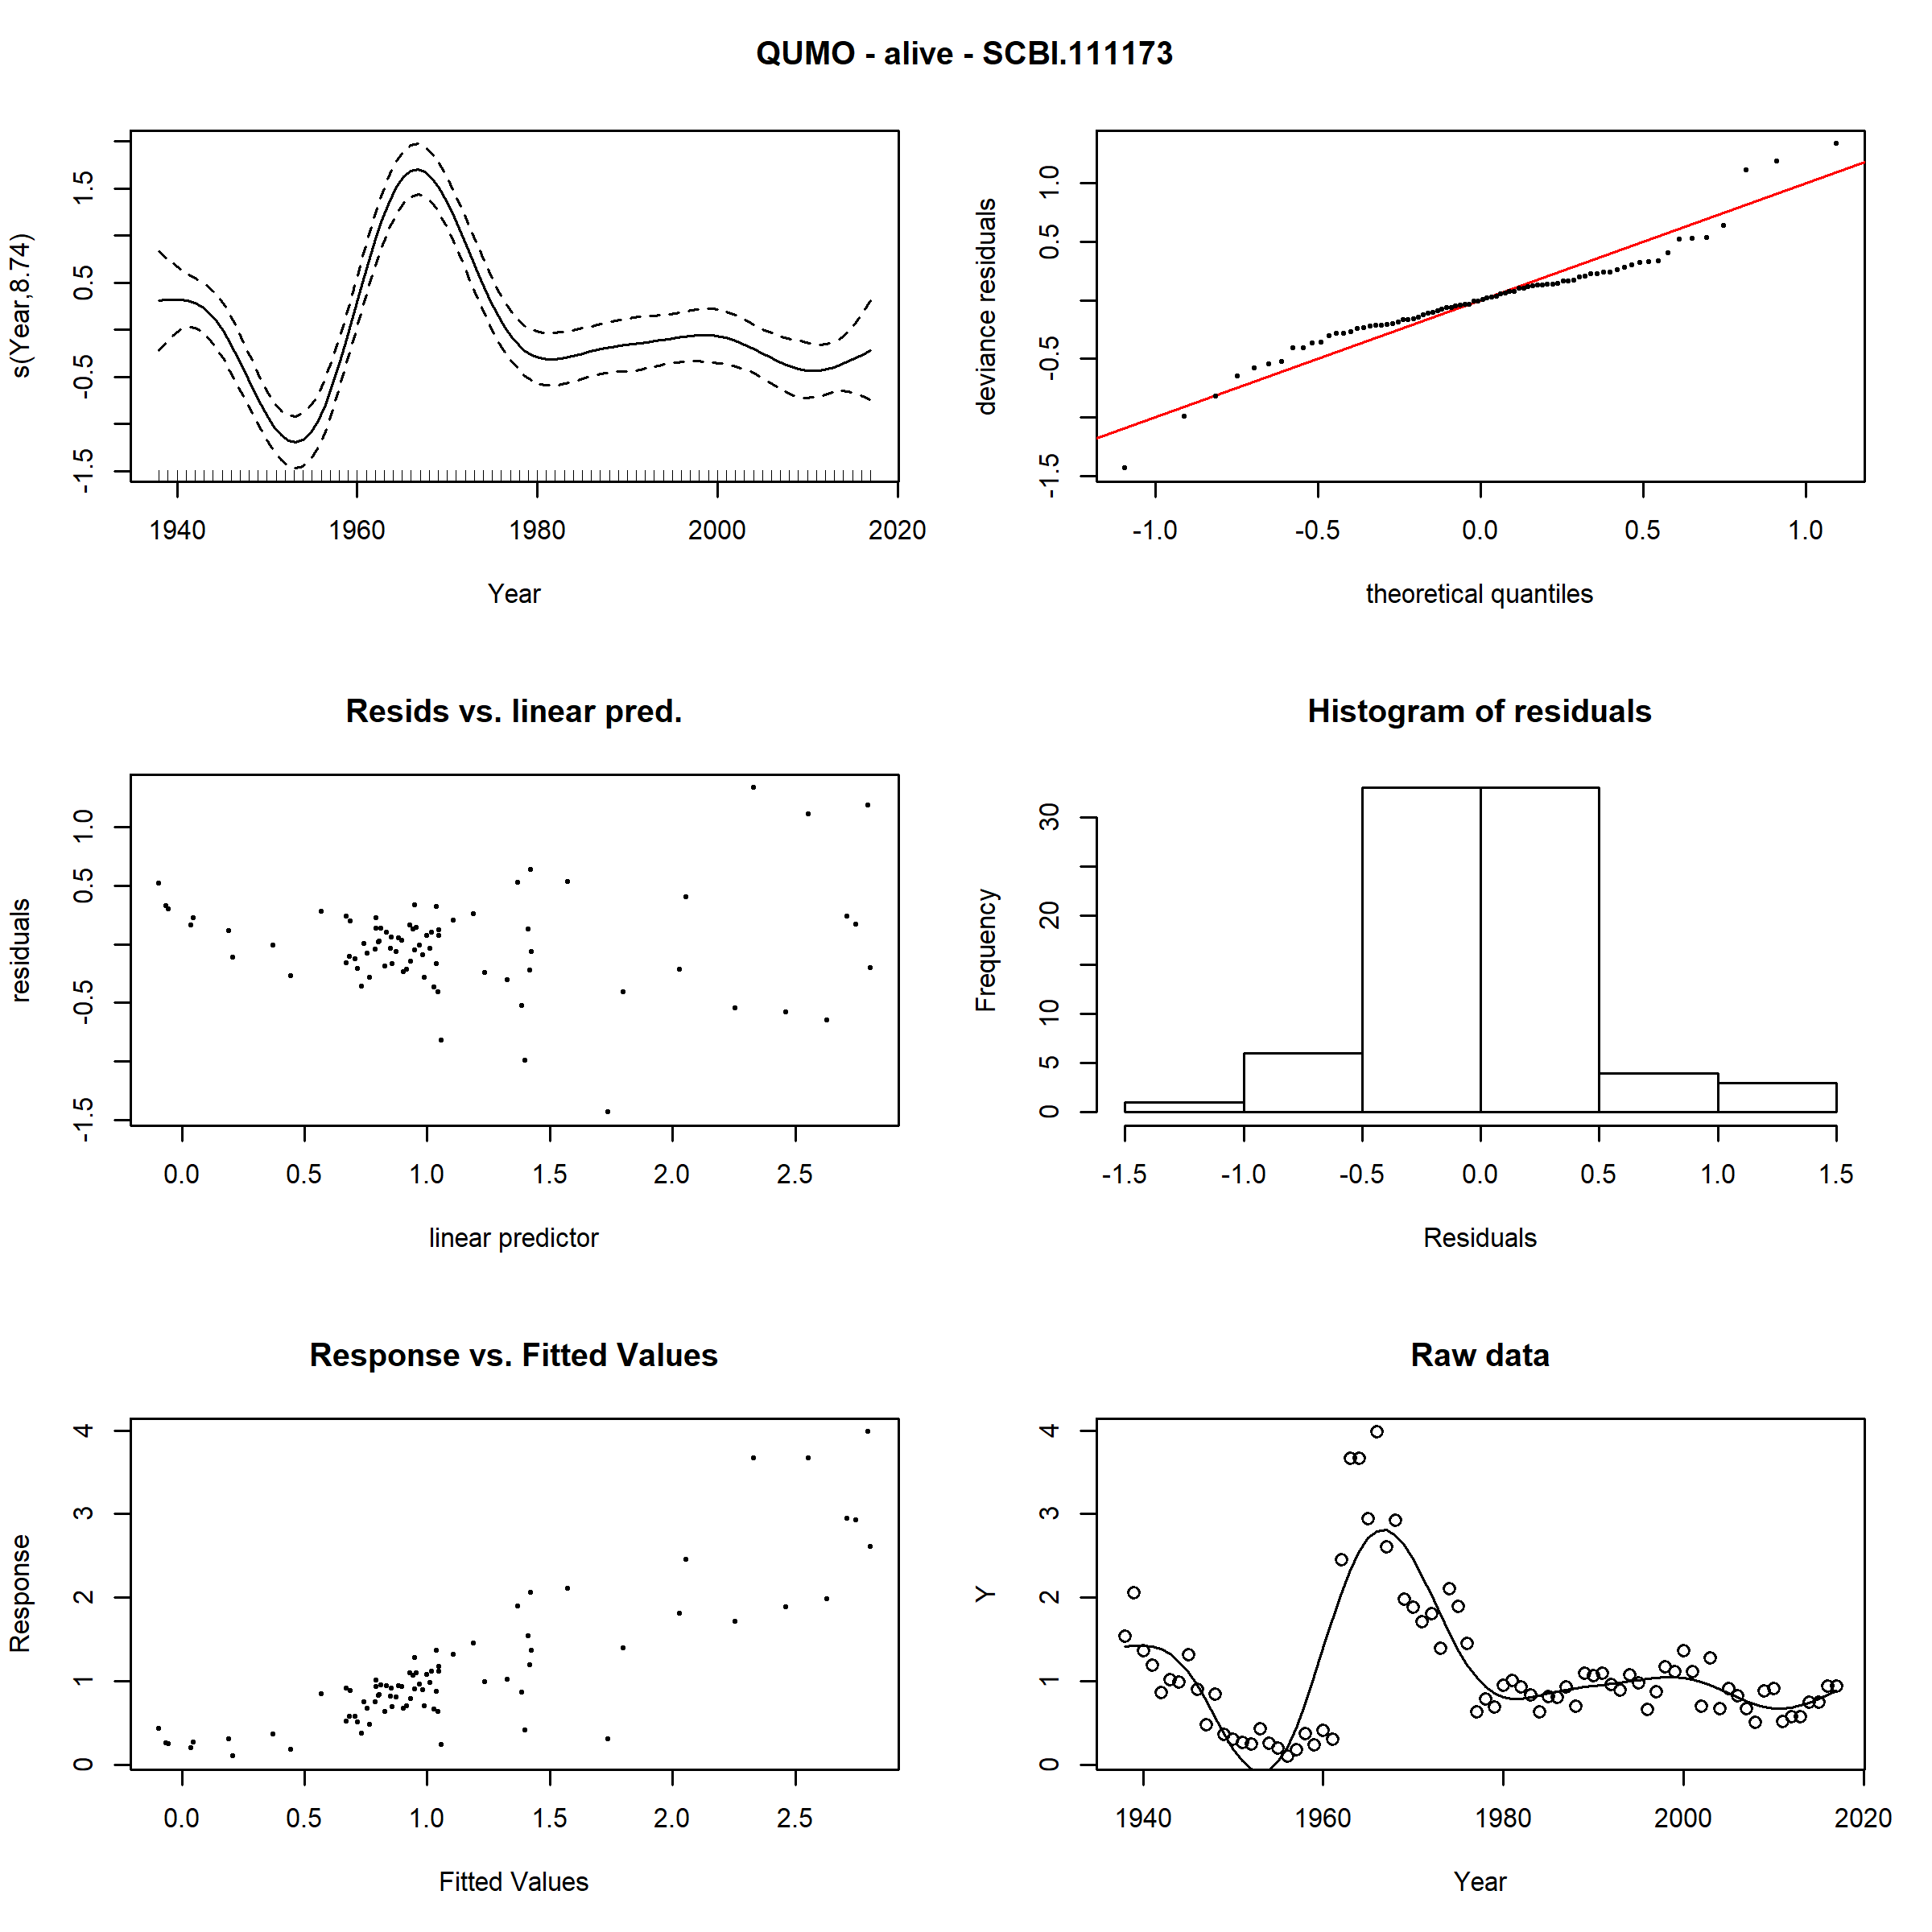 QUMO - alive - SCBI.111173
s(Year,8.74)
-1.5 -0.5 0.5 1.5
1940 1960 1980 2000 2020
Year
deviance residuals
-1.5 -0.5 0.5 1.0
-1.0 -0.5 0.0 0.5 1.0
theoretical quantiles
Resids vs. linear pred.
residuals
-1.5 -0.5 0.5 1.0
0.0 0.5 1.0 1.5 2.0 2.5
linear predictor
Histogram of residuals
Frequency
0 5 10 20 30
-1.5 -1.0 -0.5 0.0 0.5 1.0 1.5
Residuals
Response vs. Fitted Values
Response
0 1 2 3 4
0.0 0.5 1.0 1.5 2.0 2.5
Fitted Values
Raw data
Y
0 1 2 3 4
1940 1960 1980 2000 2020
Year